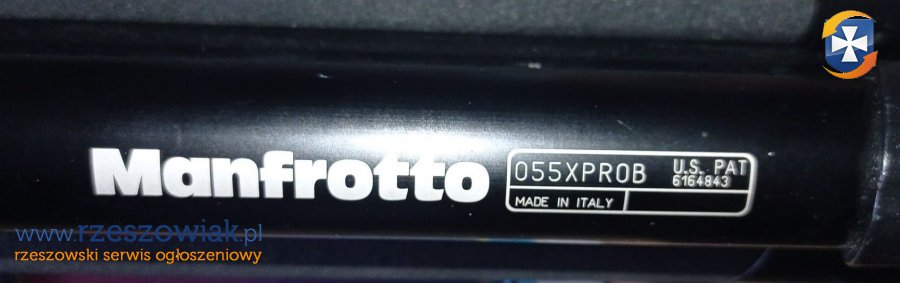 Manfrotto
055XPROB
U.S. PAT
6164843
MADE IN ITALY
www.rzeszowiak.pl
rzeszowski serwis ogłoszeniowy